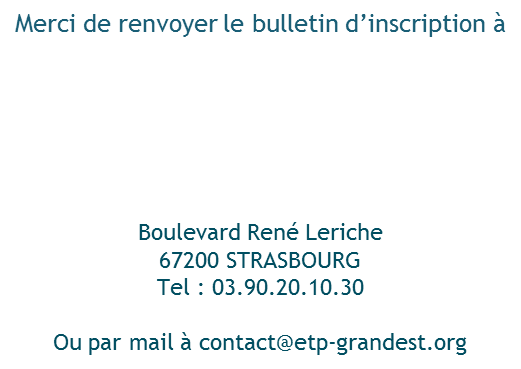 Merci de renvoyer le bulletin d’inscription à
Boulevard René Leriche
67200 STRASBOURG
Tel : 03.90.20.10.30
Ou par mail à contact@etp-grandest.org